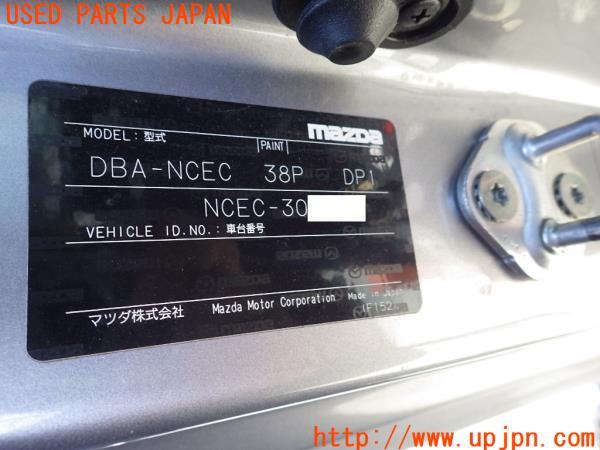 USED PARTS JAPAN
mazda
MODEL:型式 PAINT
DBA-NCEC 38P DP1
NCEC-30
VEHICLE ID.NO.:車台番号
マツダ株式会社 Mazda Motor Corporation Made in Japan
IF152
http://www.upjpn.com/